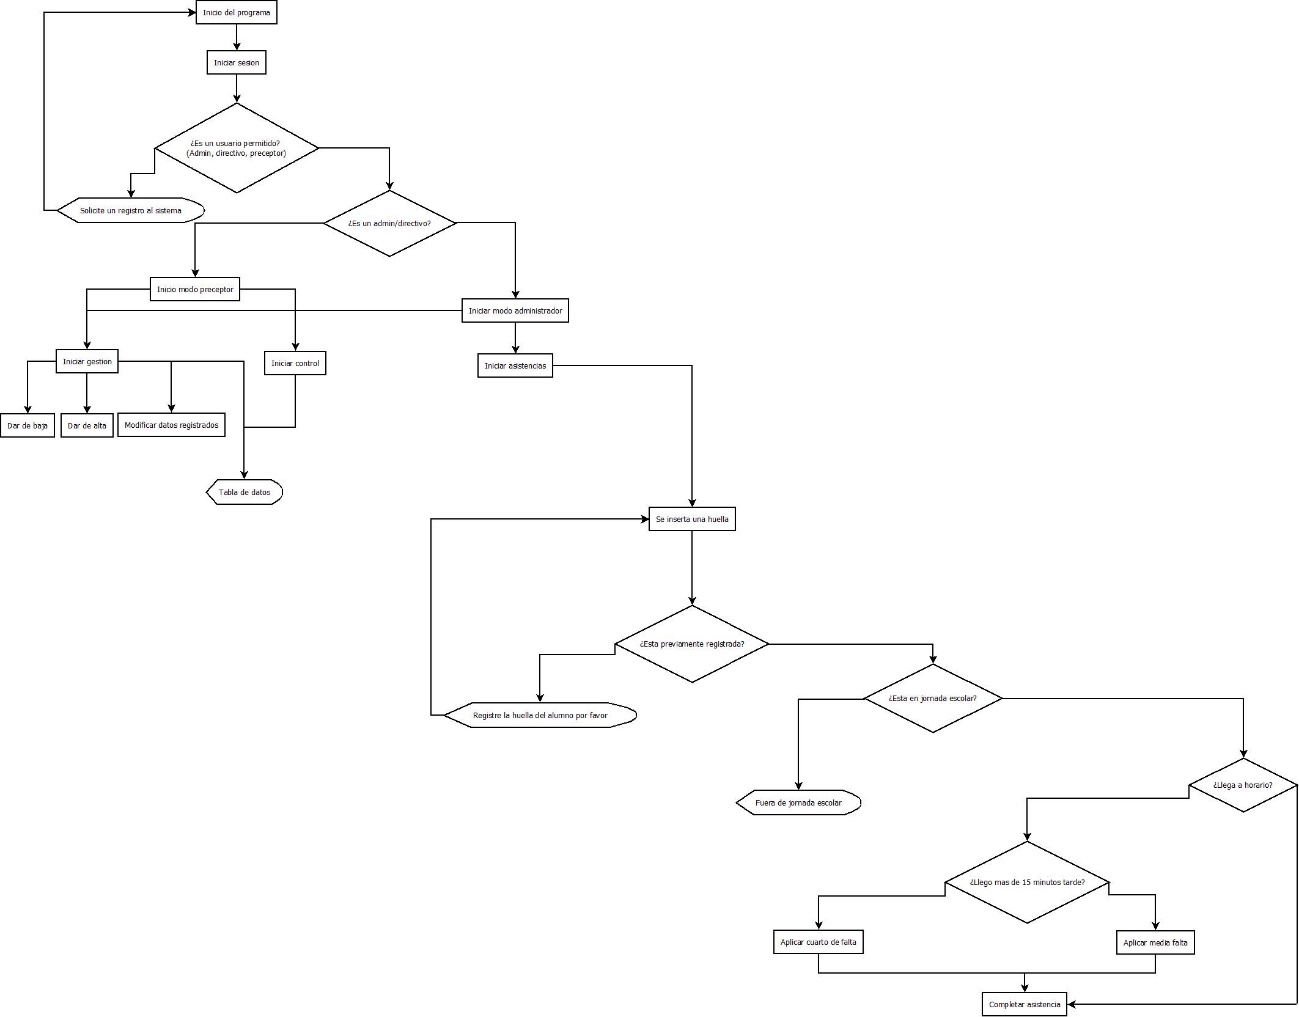 Inicio del programa
Iniciar sesion
¿Es un usuario permitido?
(Admin, directivo, preceptor)
Solicite un registro al sistema
¿Es un admin/directivo?
Inicio modo preceptor
Iniciar modo administrador
Iniciar gestion
Iniciar control
Iniciar asistencias
Dar de baja
Dar de alta
Modificar datos registrados
Tabla de datos
Se inserta una huella
¿Esta previamente registrada?
¿Esta en jornada escolar?
Registre la huella del alumno por favor
¿Llega a horario?
Fuera de jornada escolar
¿Llego mas de 15 minutos tarde?
Aplicar cuarto de falta
Aplicar media falta
Completar asistencia